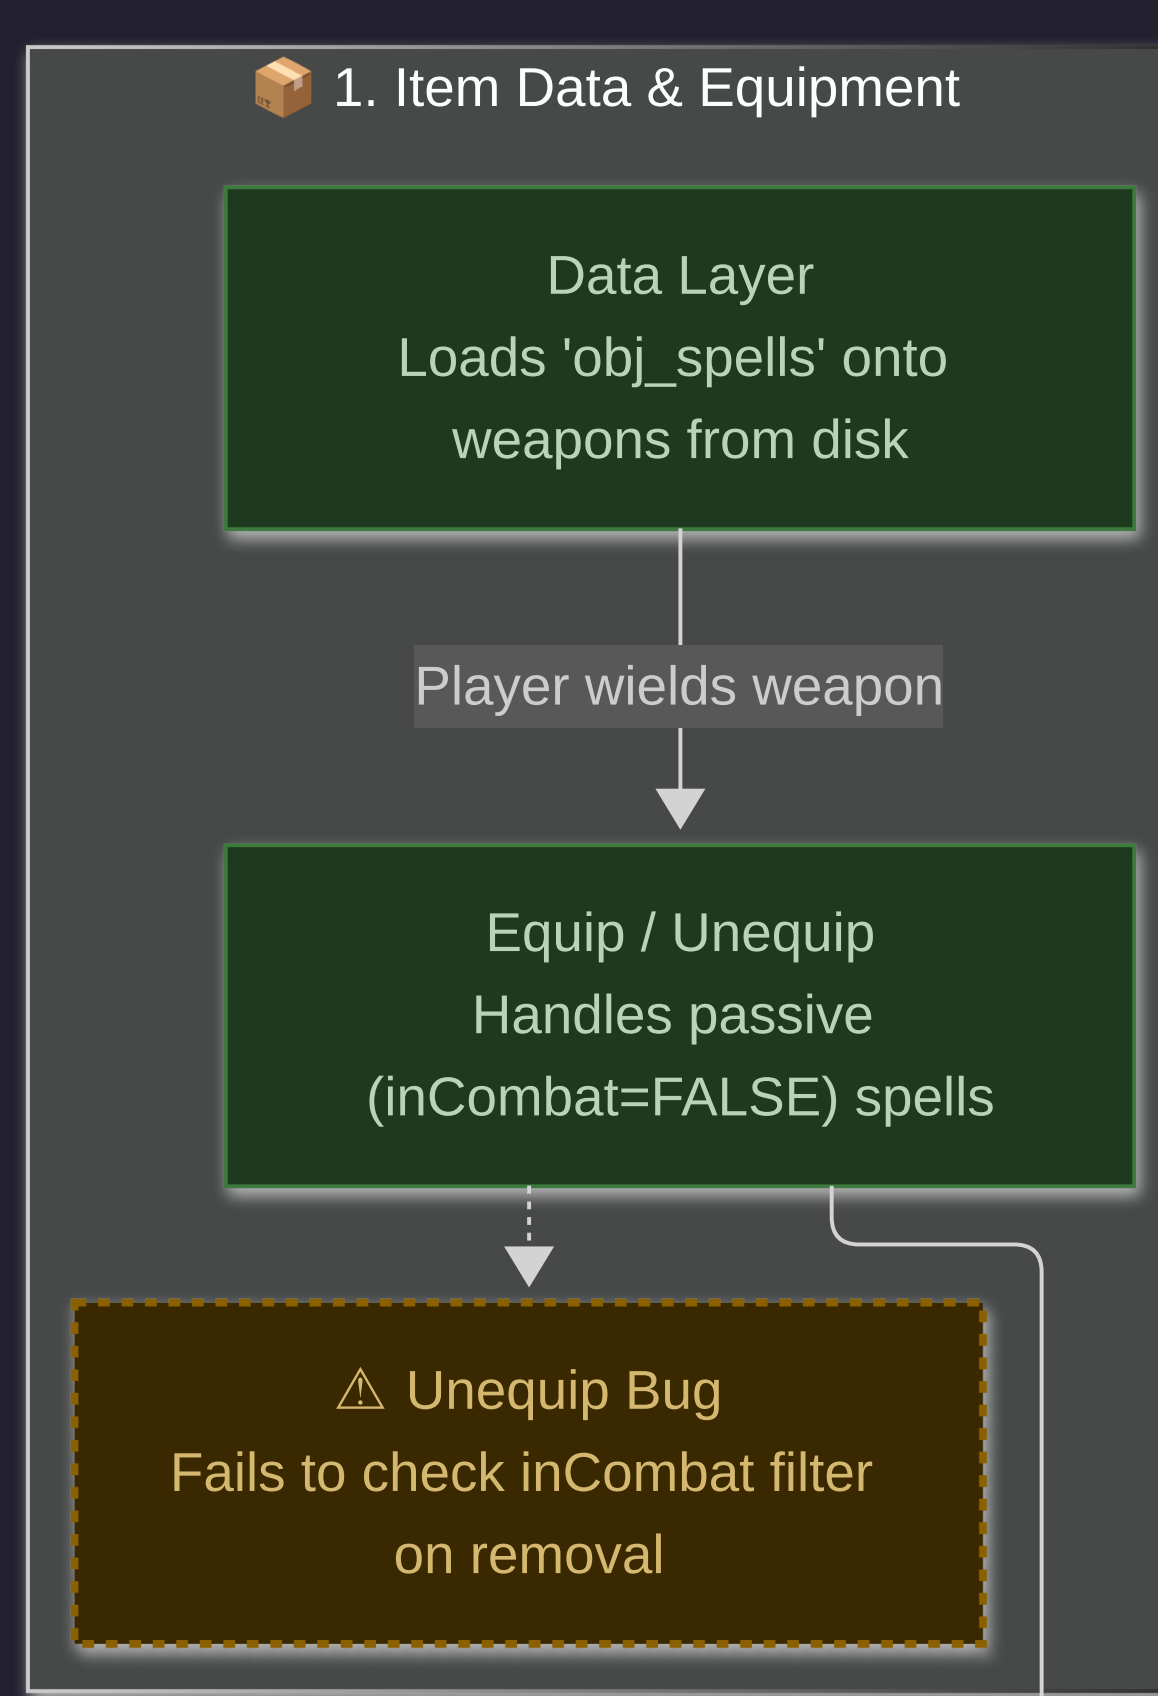 📦 1. Item Data & Equipment
Data Layer
Loads 'obj_spells' onto
weapons from disk
Player wields weapon
Equip / Unequip
Handles passive
(inCombat=FALSE) spells
⚠ Unequip Bug
Fails to check inCombat filter
on removal